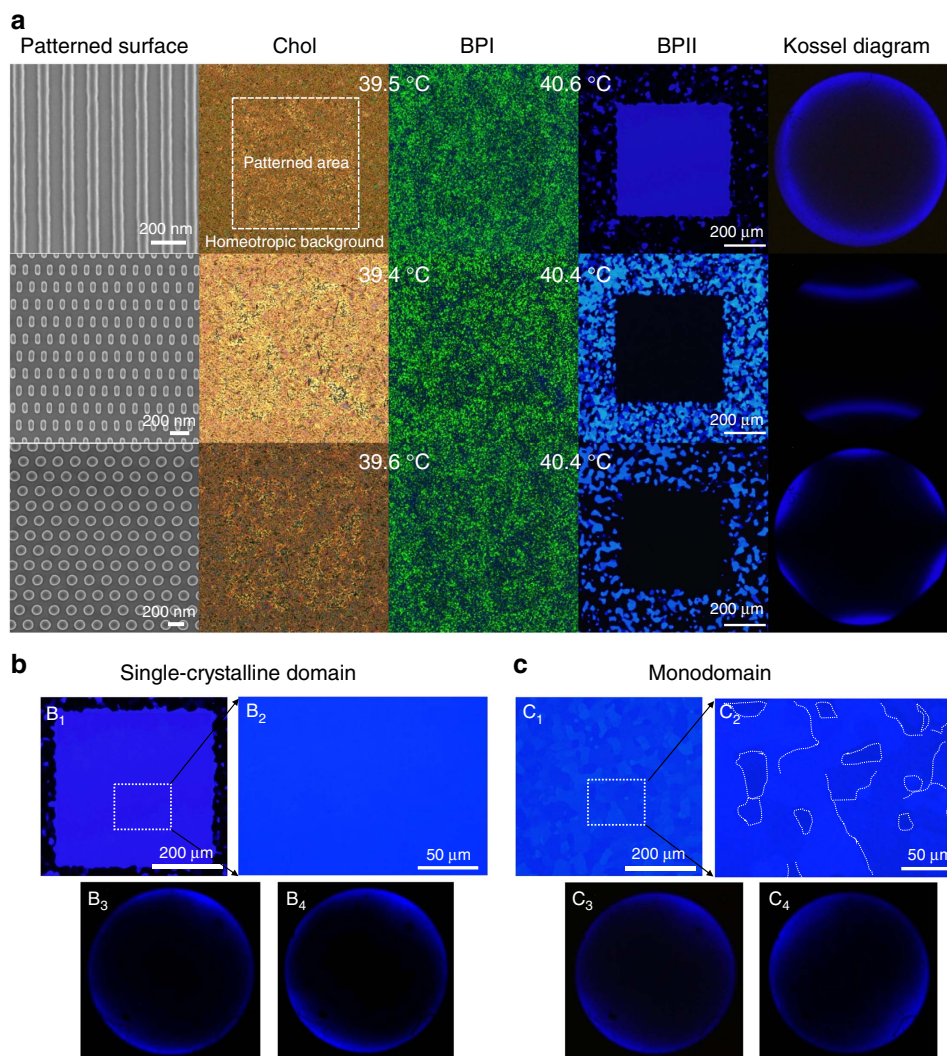 a
Patterned surface Chol BPI BPII Kossel diagram
39.5 °C 40.6 °C
Patterned area
Homeotropic background
200 nm 200 μm
39.4 °C 40.4 °C
200 nm 200 μm
39.6 °C 40.4 °C
200 nm 200 μm
b Single-crystalline domain c Monodomain
B1 B2 C1 C2
200 μm 50 μm 200 μm 50 μm
B3 B4 C3 C4